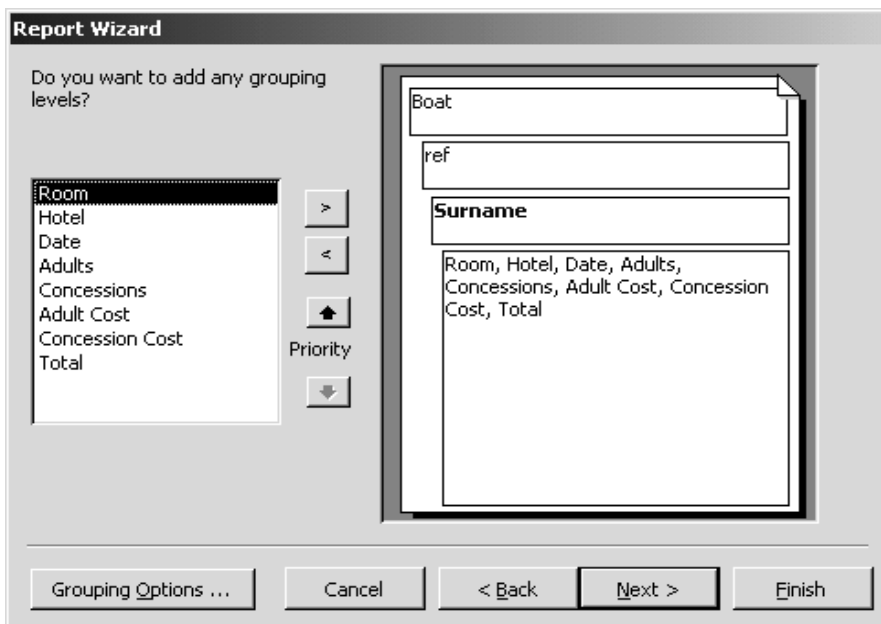 Report Wizard
Do you want to add any grouping
levels?
Room
Hotel
Date
Adults
Concessions
Adult Cost
Concession Cost
Total
>
<
Priority
Boat
ref
Surname
Room, Hotel, Date, Adults,
Concessions, Adult Cost, Concession
Cost, Total
Grouping Options ...
Cancel
< Back
Next >
Finish